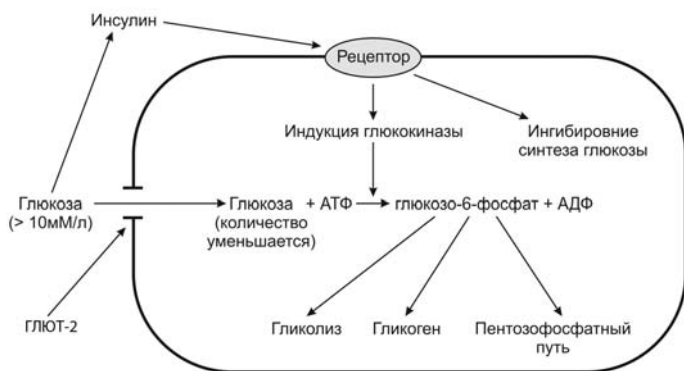 Инсулин
Рецептор
Индукция глюкокиназы
Ингибировние
синтеза глюкозы
Глюкоза
(> 10мМ/л)
Глюкоза + АТФ
(количество
уменьшается)
глюкозо-6-фосфат + АДФ
ГЛЮТ-2
Гликолиз
Гликоген
Пентозофосфатный
путь